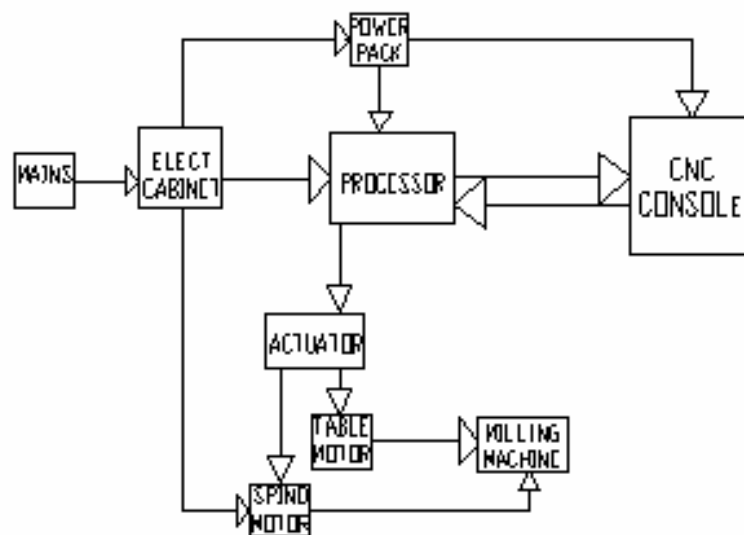 POWER
PACK
MAINS
ELECT
CABINET
PROCESSOR
CNC
CONSOLE
ACTUATOR
TABLE
MOTOR
MILLING
MACHINE
SPIND
MOTOR